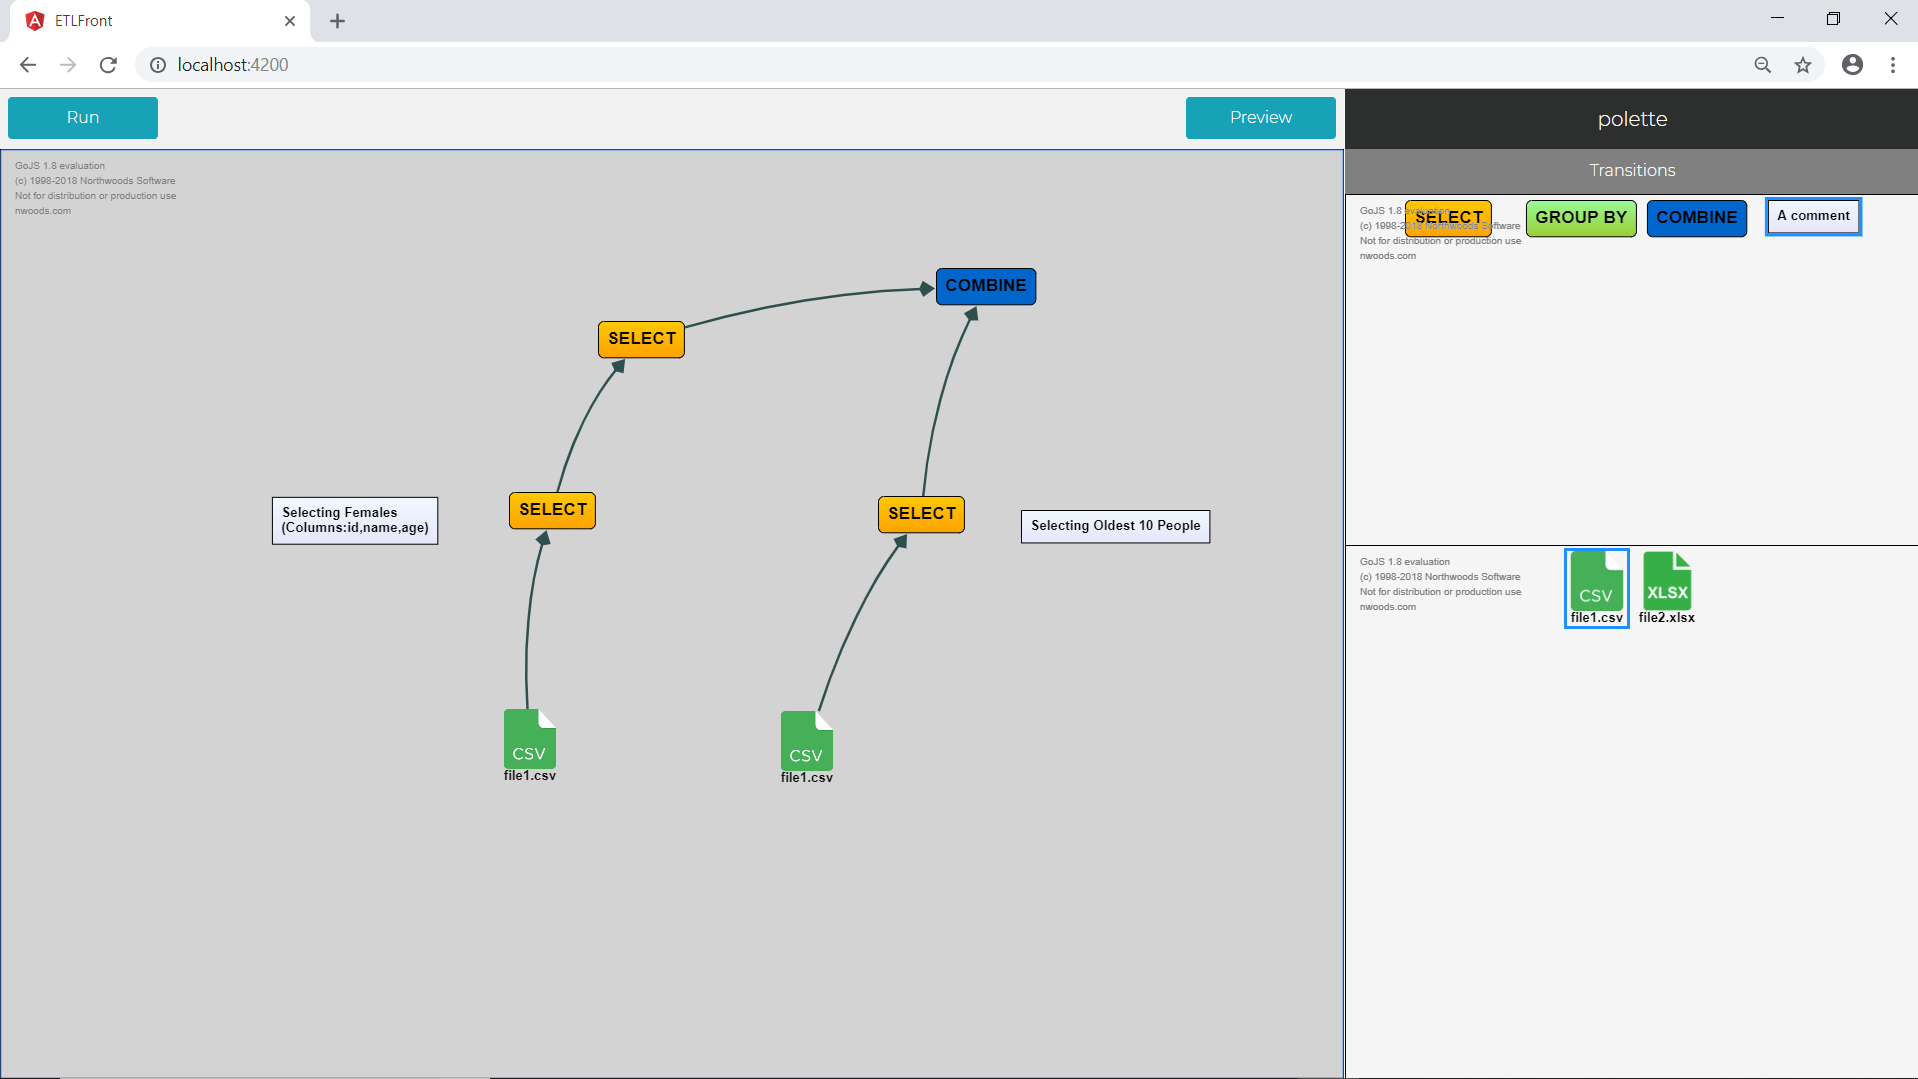 ETLFront
localhost:4200
Run
Preview
polette
Transitions
GoJS 1.8 evaluation
(c) 1998-2018 Northwoods Software
Not for distribution or production use
nwoods.com
COMBINE
SELECT
SELECT
SELECT
Selecting Females
(Columns:id,name,age)
Selecting Oldest 10 People
CSV
file1.csv
CSV
file1.csv
GoJS 1.8 evaluation
(c) 1998-2018 Northwoods Software
Not for distribution or production use
nwoods.com
SELECT
GROUP BY
COMBINE
A comment
GoJS 1.8 evaluation
(c) 1998-2018 Northwoods Software
Not for distribution or production use
nwoods.com
CSV
file1.csv
XLSX
file2.xlsx